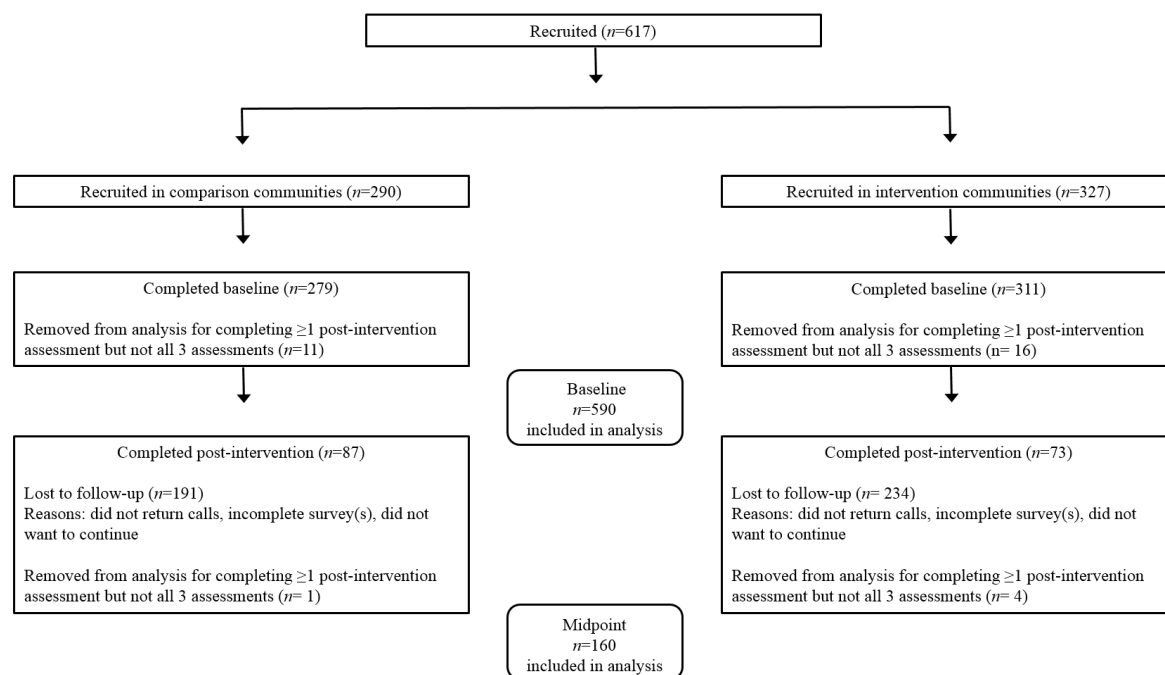 Recruited (n=617)
Recruited in comparison communities (n=290)
Recruited in intervention communities (n=327)
Completed baseline (n=279)
Removed from analysis for completing ≥1 post-intervention
assessment but not all 3 assessments (n=11)
Completed baseline (n=311)
Removed from analysis for completing ≥1 post-intervention
assessment but not all 3 assessments (n= 16)
Baseline
n=590
included in analysis
Completed post-intervention (n=87)
Lost to follow-up (n=191)
Reasons: did not return calls, incomplete survey(s), did not
want to continue
Removed from analysis for completing ≥1 post-intervention
assessment but not all 3 assessments (n= 1)
Completed post-intervention (n=73)
Lost to follow-up (n= 234)
Reasons: did not return calls, incomplete survey(s), did not
want to continue
Removed from analysis for completing ≥1 post-intervention
assessment but not all 3 assessments (n= 4)
Midpoint
n=160
included in analysis